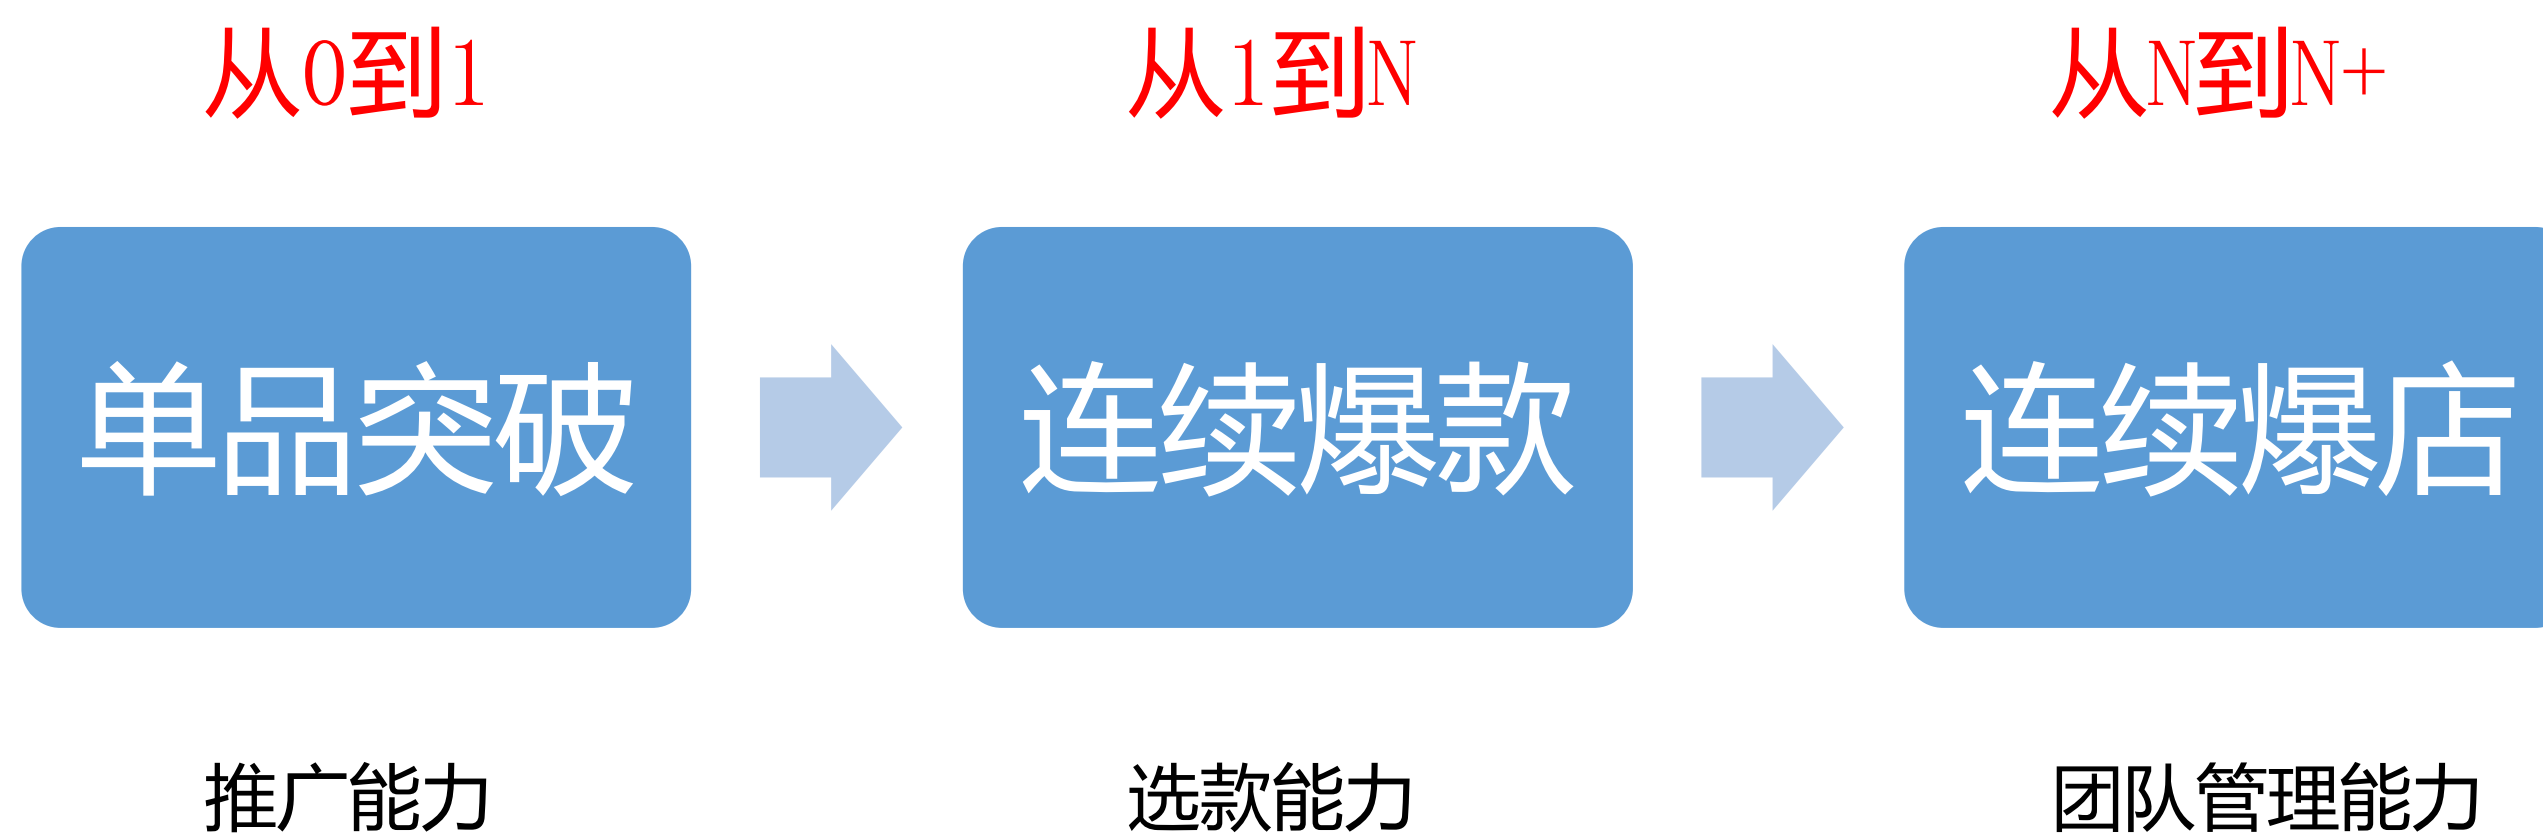 从0到1
从1到N
从N到N+
单品突破
连续爆款
连续爆店
推广能力
选款能力
团队管理能力